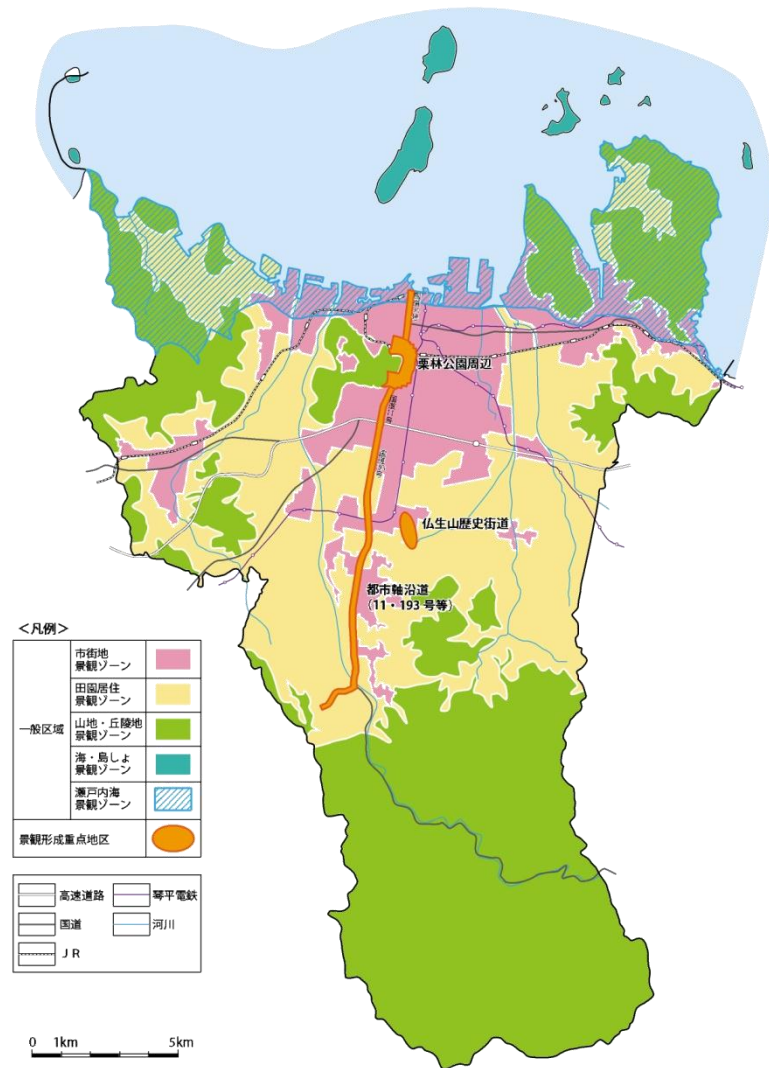 栗林公園周辺
仏生山歴史街道
都市軸沿道
(11・193 号等)
<凡例>
一般区域
市街地
景観ゾーン
田園居住
景観ゾーン
山地・丘陵地
景観ゾーン
海・島しょ
景観ゾーン
瀬戸内海
景観ゾーン
景観形成重点地区
高速道路
琴平電鉄
国道
河川
ＪＲ
0 1km 5km